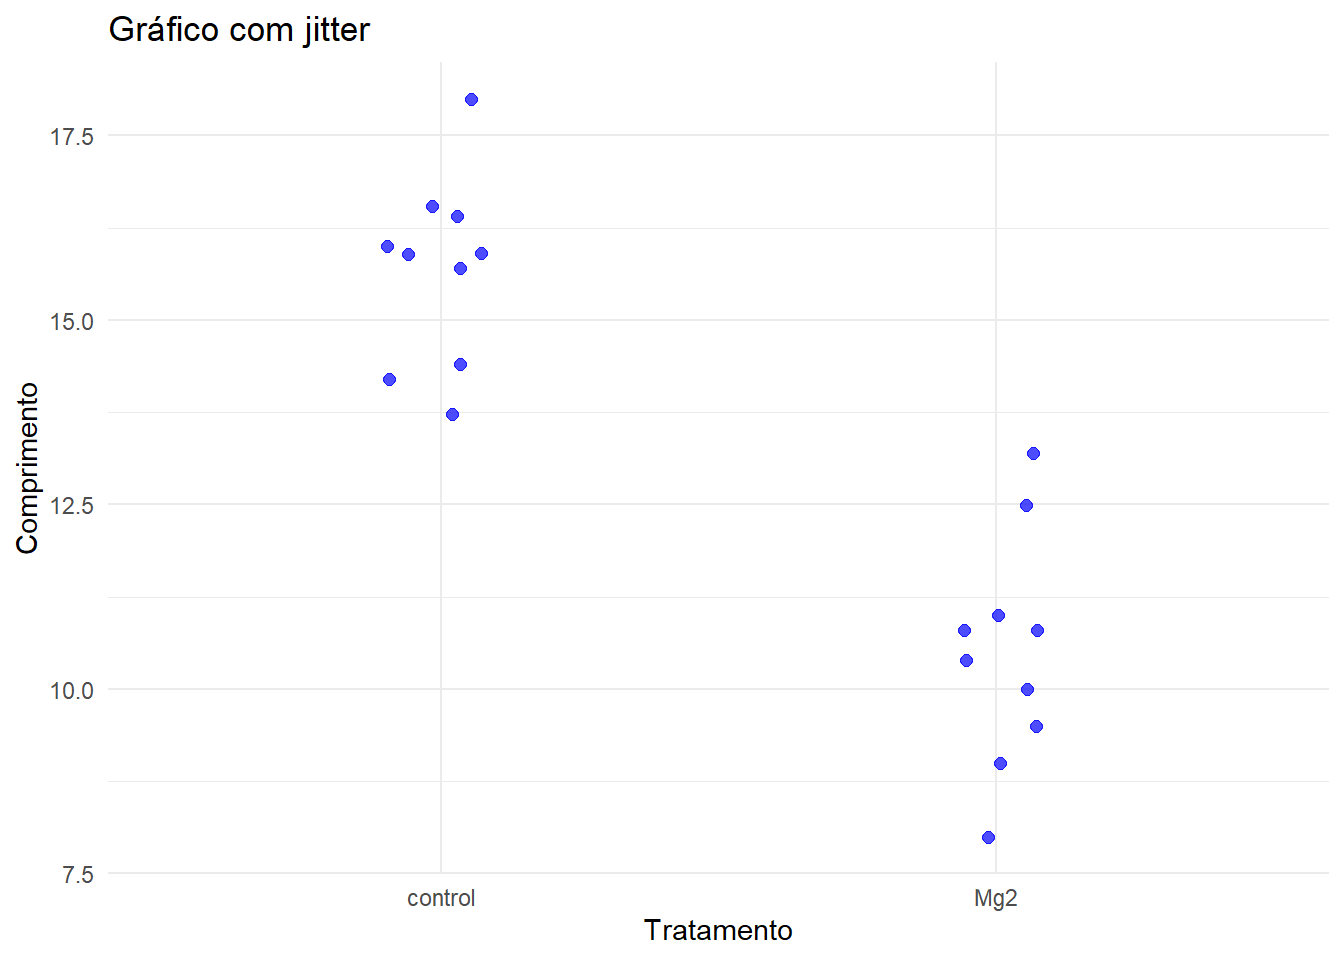 Gráfico com jitter
17.5
15.0
12.5
10.0
7.5
Comprimento
control
Mg2
Tratamento